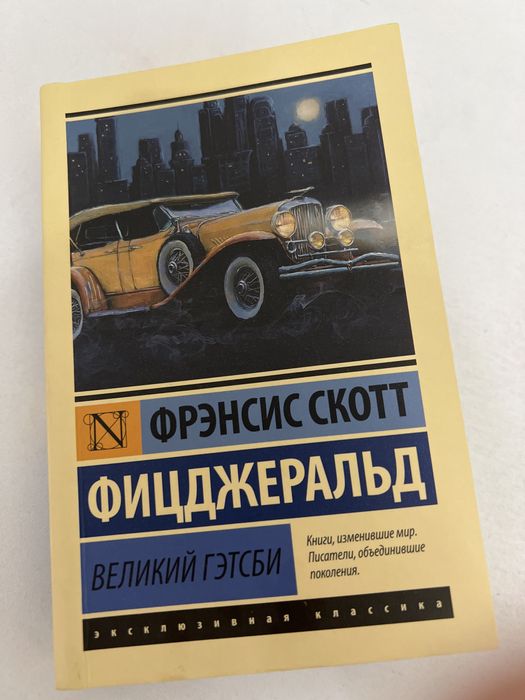 N
ФРЭНСИС СКОТТ
ФИЦДЖЕРАЛЬД
ВЕЛИКИЙ ГЭТСБИ
Книги, изменившие мир.
Писатели, объединившие
поколения.
эксклюзивная классика